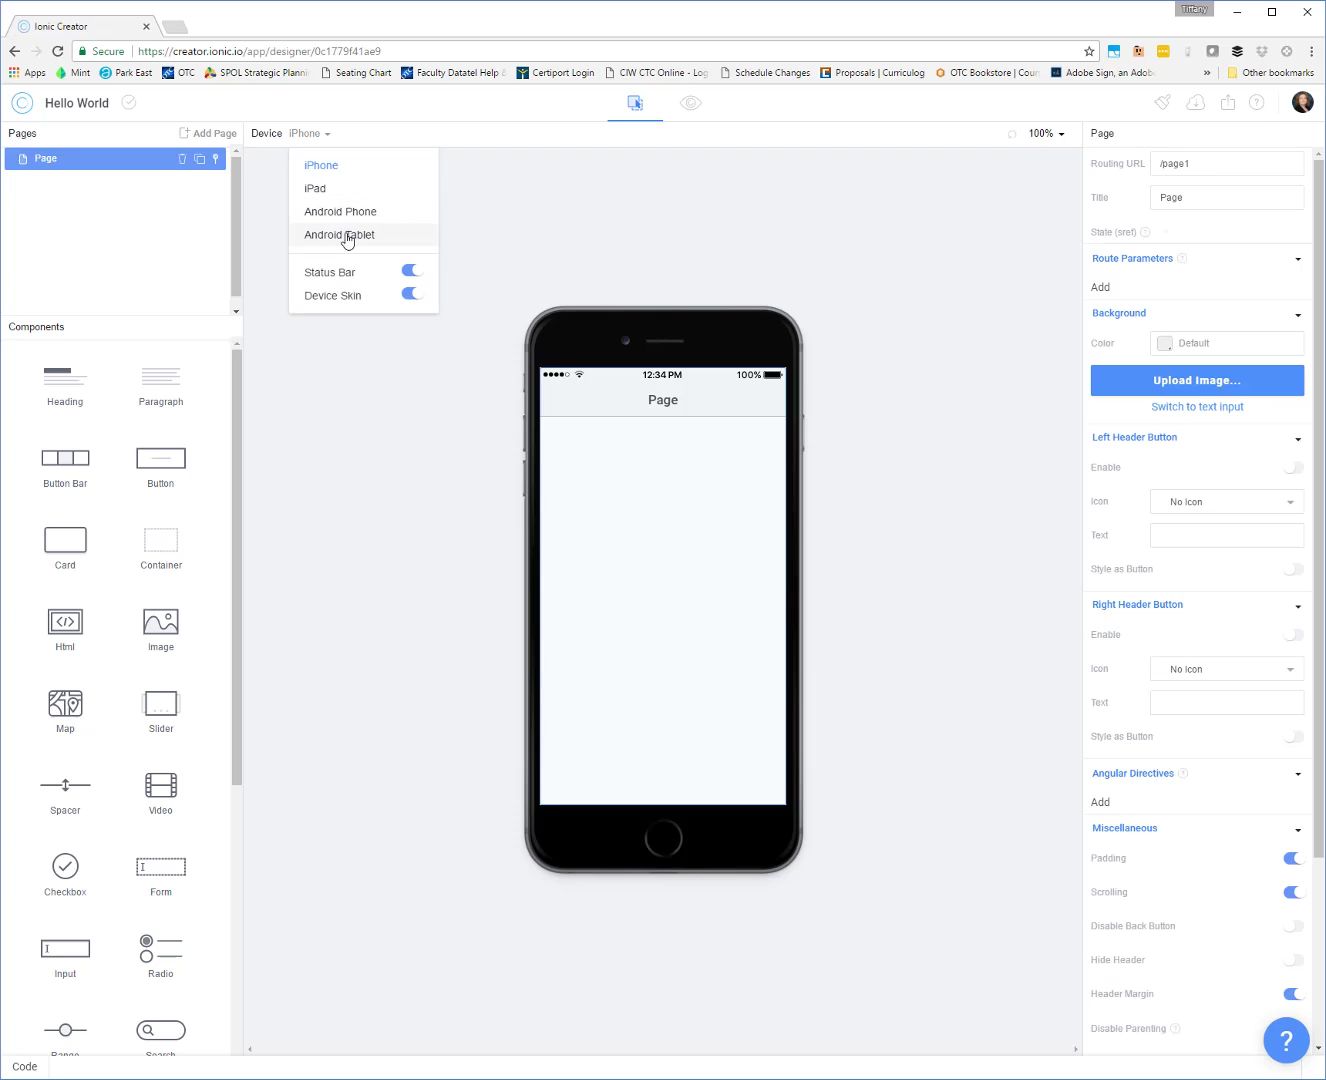 Tiffany
Ionic Creator
Secure https://creator.ionic.io/app/designer/0c1779f41ae9
Apps Mint Park East OTC SPOL Strategic Planni Seating Chart Faculty Datatel Help & Certiport Login CIW CTC Online - Log Schedule Changes Proposals | Curriculog OTC Bookstore | Coun Adobe Sign, an Adob » Other bookmarks
Hello World
Pages Add Page Device iPhone 100% Page
Page
iPhone
iPad
Android Phone
Android Tablet
Status Bar
Device Skin
Components
Heading Paragraph
Button Bar Button
Card Container
Html Image
Map Slider
Spacer Video
Checkbox Form
Input Radio
Range Search
Code
12:34 PM 100%
Page
Routing URL /page1
Title Page
State (sref) ?
Route Parameters ?
Add
Background
Color Default
Upload Image...
Switch to text input
Left Header Button
Enable
Icon No Icon
Text
Style as Button
Right Header Button
Enable
Icon No Icon
Text
Style as Button
Angular Directives ?
Add
Miscellaneous
Padding
Scrolling
Disable Back Button
Hide Header
Header Margin
Disable Parenting ?
?